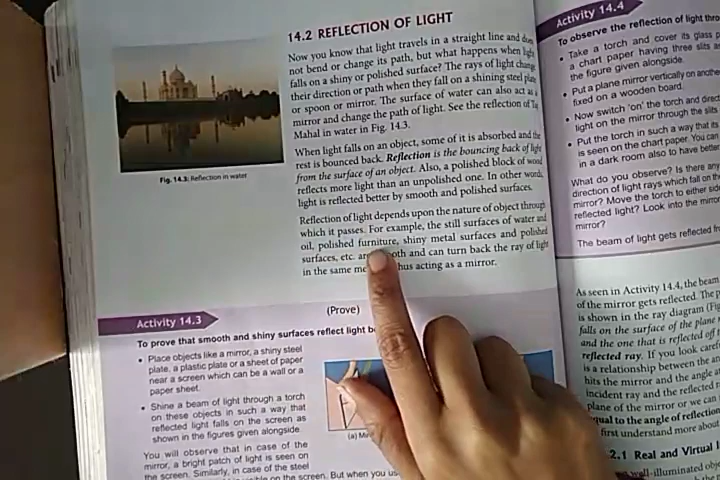 14.2 REFLECTION OF LIGHT
Now you know that light travels in a straight line and does
not bend or change its path, but what happens when light
falls on a shiny or polished surface? The rays of light change
their direction or path when they fall on a shining steel plate
or spoon or mirror. The surface of water can also act as
mirror and change the path of light. See the reflection of Taj
Mahal in water in Fig. 14.3.
Fig. 14.3: Reflection in water
When light falls on an object, some of it is absorbed and the
rest is bounced back. Reflection is the bouncing back of light
from the surface of an object. Also, a polished block of wood
reflects more light than an unpolished one. In other words,
light is reflected better by smooth and polished surfaces.
Reflection of light depends upon the nature of object through
which it passes. For example, the still surfaces of water and
oil, polished furniture, shiny metal surfaces and polished
surfaces, etc. and can turn back the ray of light
in the same thus acting as a mirror.
(Prove)
Activity 14.3
To prove that smooth and shiny surfaces reflect light
• Place objects like a mirror, a shiny steel
plate, a plastic plate or a sheet of paper
near a screen which can be a wall or a
paper sheet.
• Shine a beam of light through a torch
on these objects in such a way that
reflected light falls on the screen as
shown in the figures given alongside.
You will observe that in case of the
mirror, a bright patch of light is seen on
the screen. Similarly, in case of the steel
on the screen. But when you
(a)
Activity 14.4
To observe the reflection of light
• Take a torch and cover its glass
a chart paper having three slits
the figure given alongside.
• Put a plane mirror vertically on
fixed on a wooden board.
• Now switch 'on' the torch and direct
light on the mirror through the slits
• Put the torch in such a way that its
is seen on the chart paper. You can
in a dark room also to have better
What do you observe? Is there any
direction of light rays which fall on the
mirror? Move the torch to either
reflected light? Look into the mirror
mirror?
The beam of light gets reflected
As seen in Activity 14.4, the beam
of the mirror gets reflected. The
is shown in the ray diagram
falls on the surface of the plane
and the one that is reflected off
reflected ray. If you look
is a relationship between the
hits the mirror and the angle
incident ray and the reflected
plane of the mirror or we can
equal to the angle of reflection
first understand more about
2.1 Real and Virtual